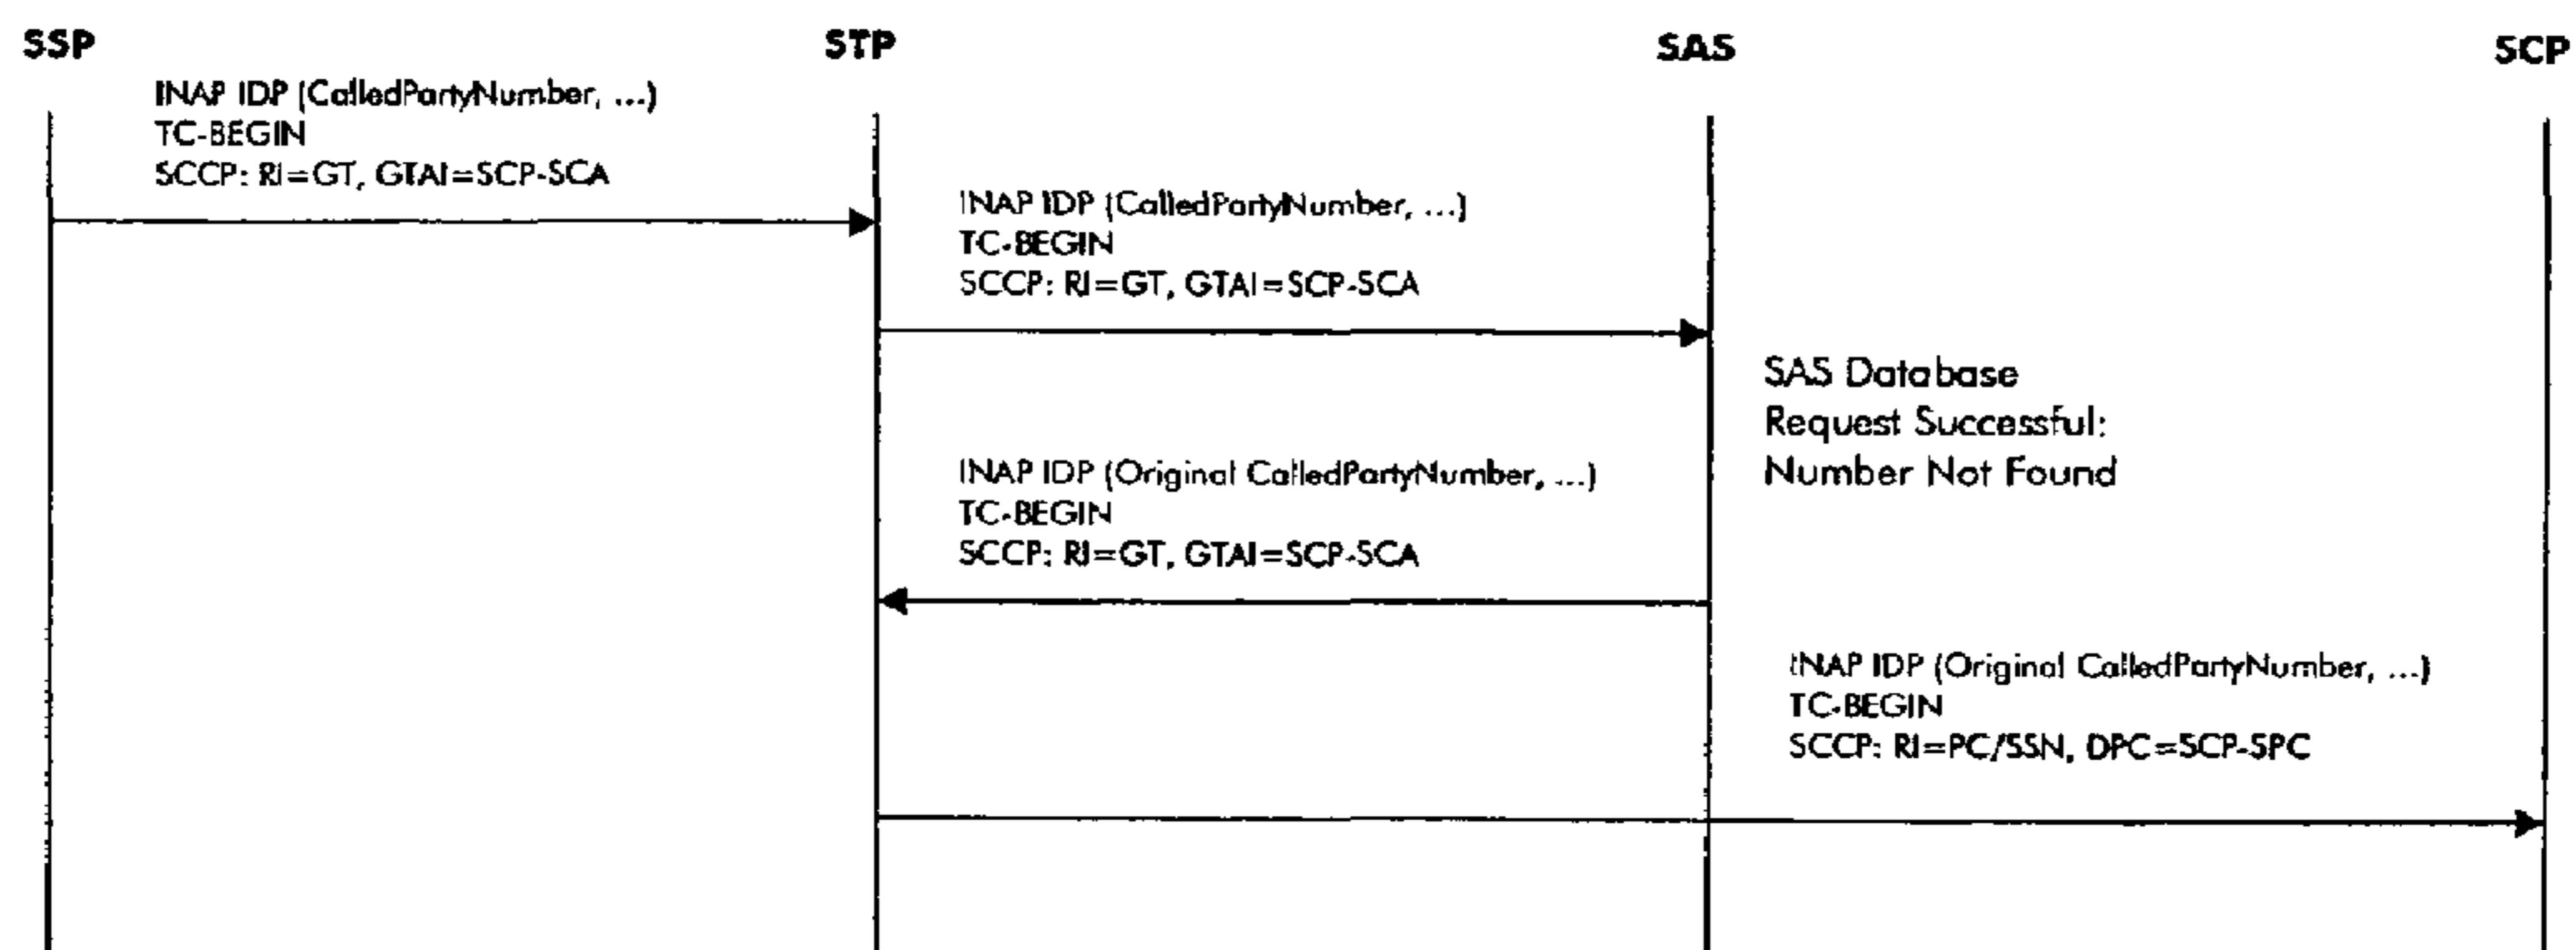 SSP
STP
SAS
SCP
INAP IDP (CalledPartyNumber, ...)
TC-BEGIN
SCCP: RI=GT, GTAI=SCP-SCA
INAP IDP (CalledPartyNumber, ...)
TC-BEGIN
SCCP: RI=GT, GTAI=SCP-SCA
SAS Database
Request Successful:
Number Not Found
INAP IDP (Original CalledPartyNumber, ...)
TC-BEGIN
SCCP: RI=GT, GTAI=SCP-SCA
INAP IDP (Original CalledPartyNumber, ...)
TC-BEGIN
SCCP: RI=PC/SSN, DPC=SCP-SPC